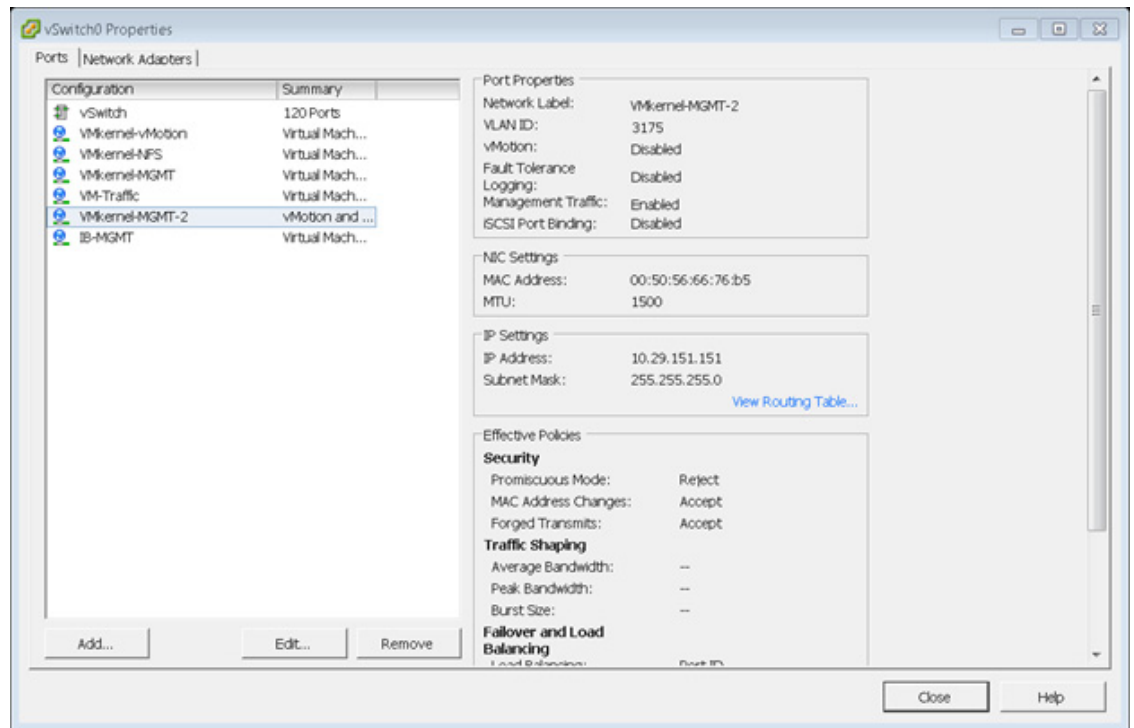 vSwitch0 Properties
Ports Network Adapters
Configuration Summary
vSwitch 120 Ports
VMkernel-vMotion Virtual Mach...
VMkernel-NFS Virtual Mach...
VMkernel-MGMT Virtual Mach...
VM-Traffic Virtual Mach...
VMkernel-MGMT-2 vMotion and ...
IB-MGMT Virtual Mach...
Add... Edit... Remove
Port Properties
Network Label: VMkernel-MGMT-2
VLAN ID: 3175
vMotion: Disabled
Fault Tolerance
Logging: Disabled
Management Traffic: Enabled
iSCSI Port Binding: Disabled
NIC Settings
MAC Address: 00:50:56:66:76:b5
MTU: 1500
IP Settings
IP Address: 10.29.151.151
Subnet Mask: 255.255.255.0
View Routing Table...
Effective Policies
Security
Promiscuous Mode: Reject
MAC Address Changes: Accept
Forged Transmits: Accept
Traffic Shaping
Average Bandwidth: --
Peak Bandwidth: --
Burst Size: --
Failover and Load
Balancing
Load Balancing: Port ID
Close Help